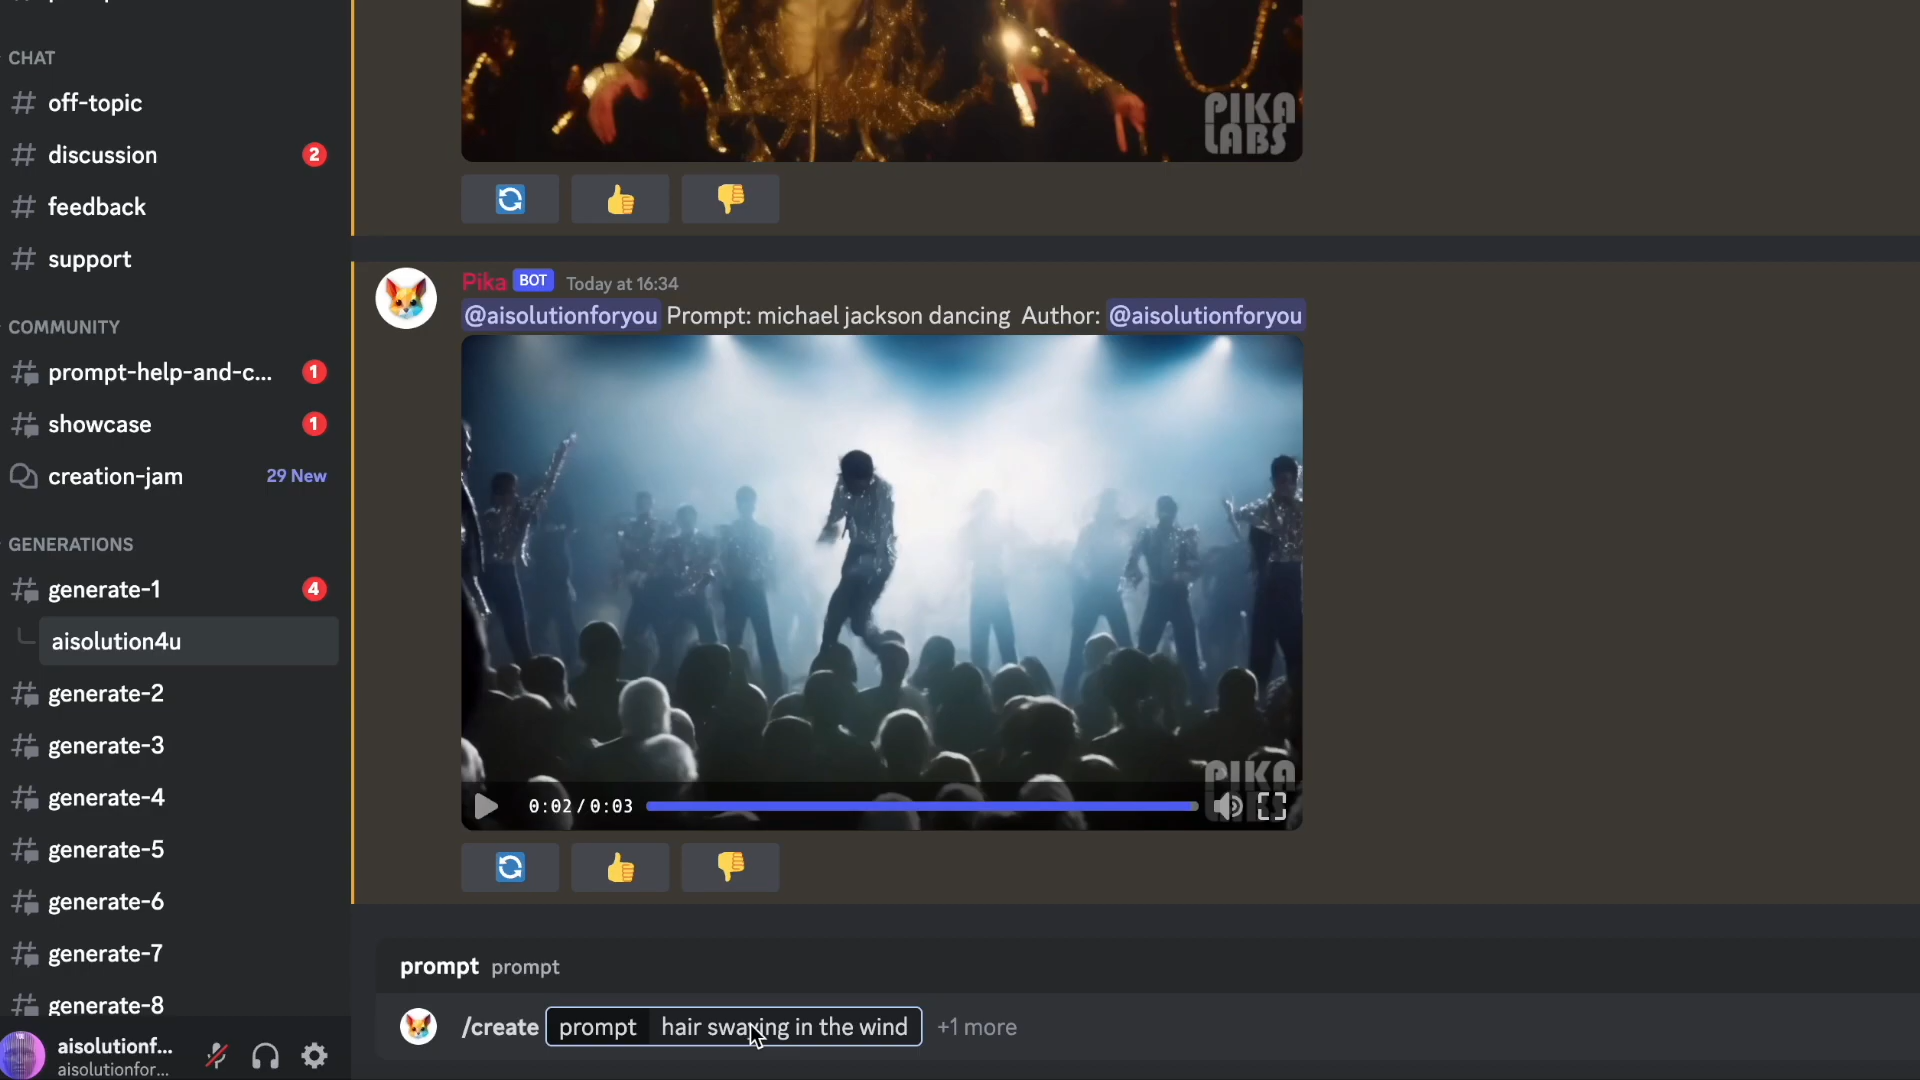 CHAT
off-topic
discussion 2
feedback
support
COMMUNITY
prompt-help-and-c... 1
showcase 1
creation-jam 29 New
GENERATIONS
generate-1 4
aisolution4u
generate-2
generate-3
generate-4
generate-5
generate-6
generate-7
generate-8
aisolutionf...
aisolutionfor...
PIKA
LABS
Pika BOT Today at 16:34
@aisolutionforyou Prompt: michael jackson dancing Author: @aisolutionforyou
PIKA
0:02/0:03
prompt prompt
/create prompt hair swaying in the wind +1 more